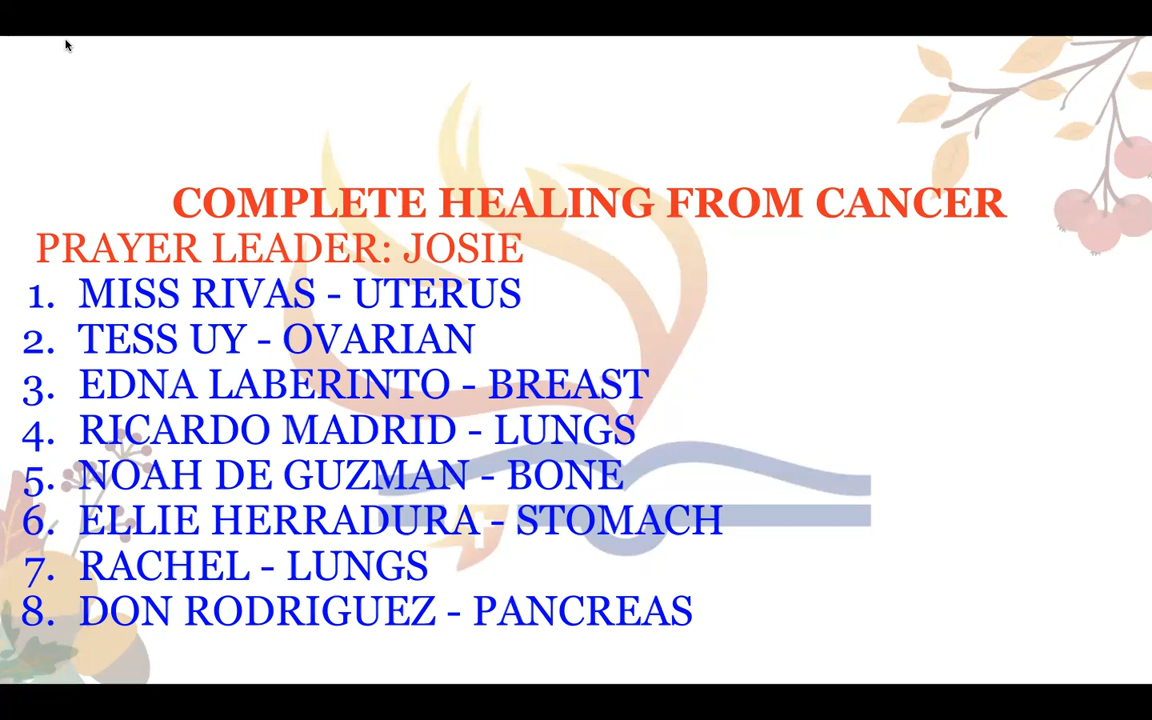 COMPLETE HEALING FROM CANCER
PRAYER LEADER: JOSIE
1. MISS RIVAS - UTERUS
2. TESS UY - OVARIAN
3. EDNA LABERINTO - BREAST
4. RICARDO MADRID - LUNGS
5. NOAH DE GUZMAN - BONE
6. ELLIE HERRADURA - STOMACH
7. RACHEL - LUNGS
8. DON RODRIGUEZ - PANCREAS